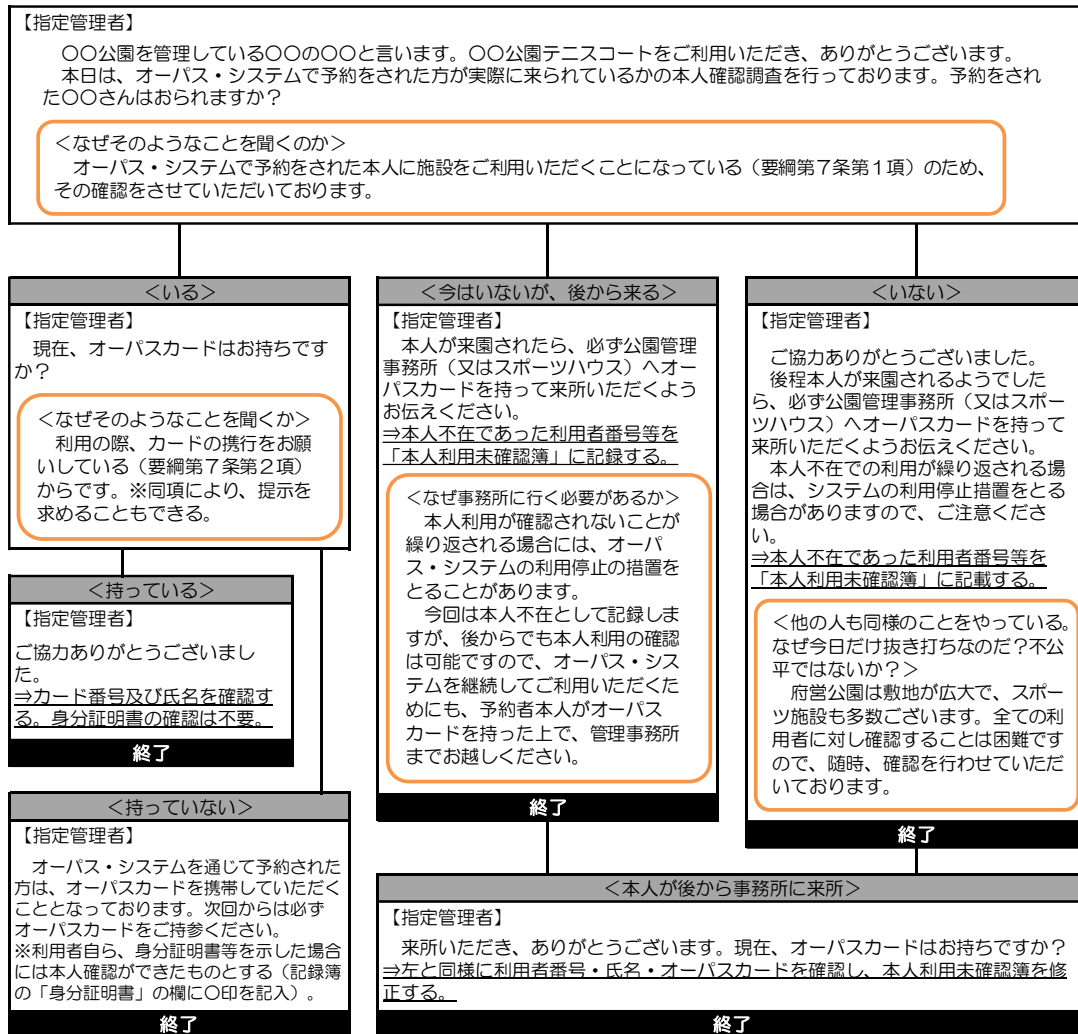 【指定管理者】
〇〇公園を管理している〇〇の〇〇と言います。〇〇公園テニスコートをご利用いただき、ありがとうございます。
本日は、オーパス・システムで予約をされた方が実際に来られているかの本人確認調査を行っております。予約をされ
た〇〇さんはおられますか？
＜なぜそのようなことを聞くのか＞
オーパス・システムで予約をされた本人に施設をご利用いただくことになっている（要綱第７条第１項）のため、
その確認をさせていただいております。
＜いる＞
【指定管理者】
現在、オーパスカードはお持ちです
か？
＜なぜそのようなことを聞くか＞
利用の際、カードの携行をお願
いしている（要綱第７条第２項）
からです。※同項により、提示を
求めることもできる。
＜持っている＞
【指定管理者】
ご協力ありがとうございまし
た。
⇒カード番号及び氏名を確認す
る。身分証明書の確認は不要。
終了
＜持っていない＞
【指定管理者】
オーパス・システムを通じて予約された
方は、オーパスカードを携帯していただく
こととなっております。次回からは必ず
オーパスカードをご持参ください。
※利用者自ら、身分証明書等を示した場合
には本人確認ができたものとする（記録簿
の「身分証明書」の欄に〇印を記入）。
終了
＜今はいないが、後から来る＞
【指定管理者】
本人が来園されたら、必ず公園管理
事務所（又はスポーツハウス）へオー
パスカードを持って来所いただくよう
お伝えください。
⇒本人不在であった利用者番号等を
「本人利用未確認簿」に記録する。
＜なぜ事務所に行く必要があるか＞
本人利用が確認されないことが
繰り返される場合には、オーパ
ス・システムの利用停止の措置を
とることがあります。
今回は本人不在として記録しま
すが、後からでも本人利用の確認
は可能ですので、オーパス・シス
テムを継続してご利用いただくた
めにも、予約者本人がオーパス
カードを持った上で、管理事務所
までお越しください。
終了
＜いない＞
【指定管理者】
ご協力ありがとうございました。
後程本人が来園されるようでした
ら、必ず公園管理事務所（又はスポー
ツハウス）へオーパスカードを持って
来所いただくようお伝えください。
本人不在での利用が繰り返される場
合は、システムの利用停止措置をとる
場合がありますので、ご注意くださ
い。
⇒本人不在であった利用者番号等を
「本人利用未確認簿」に記載する。
＜他の人も同様のことをやっている。
なぜ今日だけ抜き打ちなのだ？不公
平ではないか？＞
府営公園は敷地が広大で、スポー
ツ施設も多数ございます。全ての利
用者に対し確認することは困難です
ので、随時、確認を行わせていただ
いております。
終了
＜本人が後から事務所に来所＞
【指定管理者】
来所いただき、ありがとうございます。現在、オーパスカードはお持ちですか？
⇒左と同様に利用者番号・氏名・オーパスカードを確認し、本人利用未確認簿を修
正する。
終了